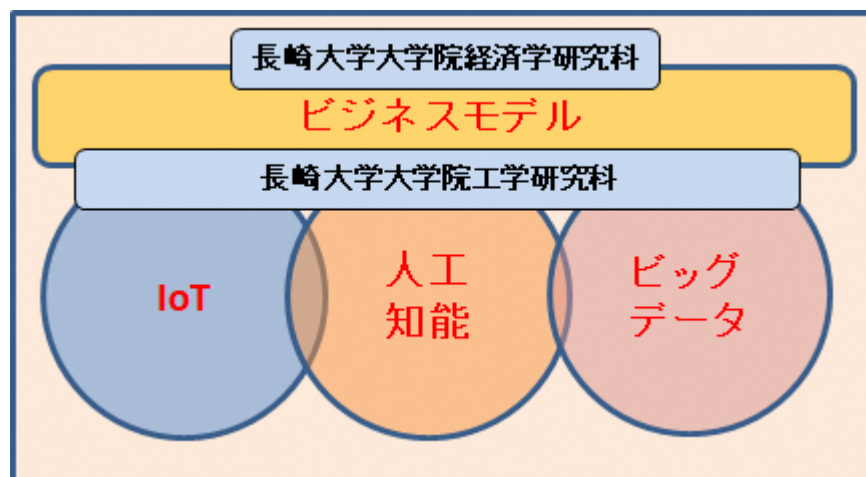 長崎大学大学院経済学研究科
ビジネスモデル
長崎大学大学院工学研究科
IoT
人工
知能
ビッグ
データ